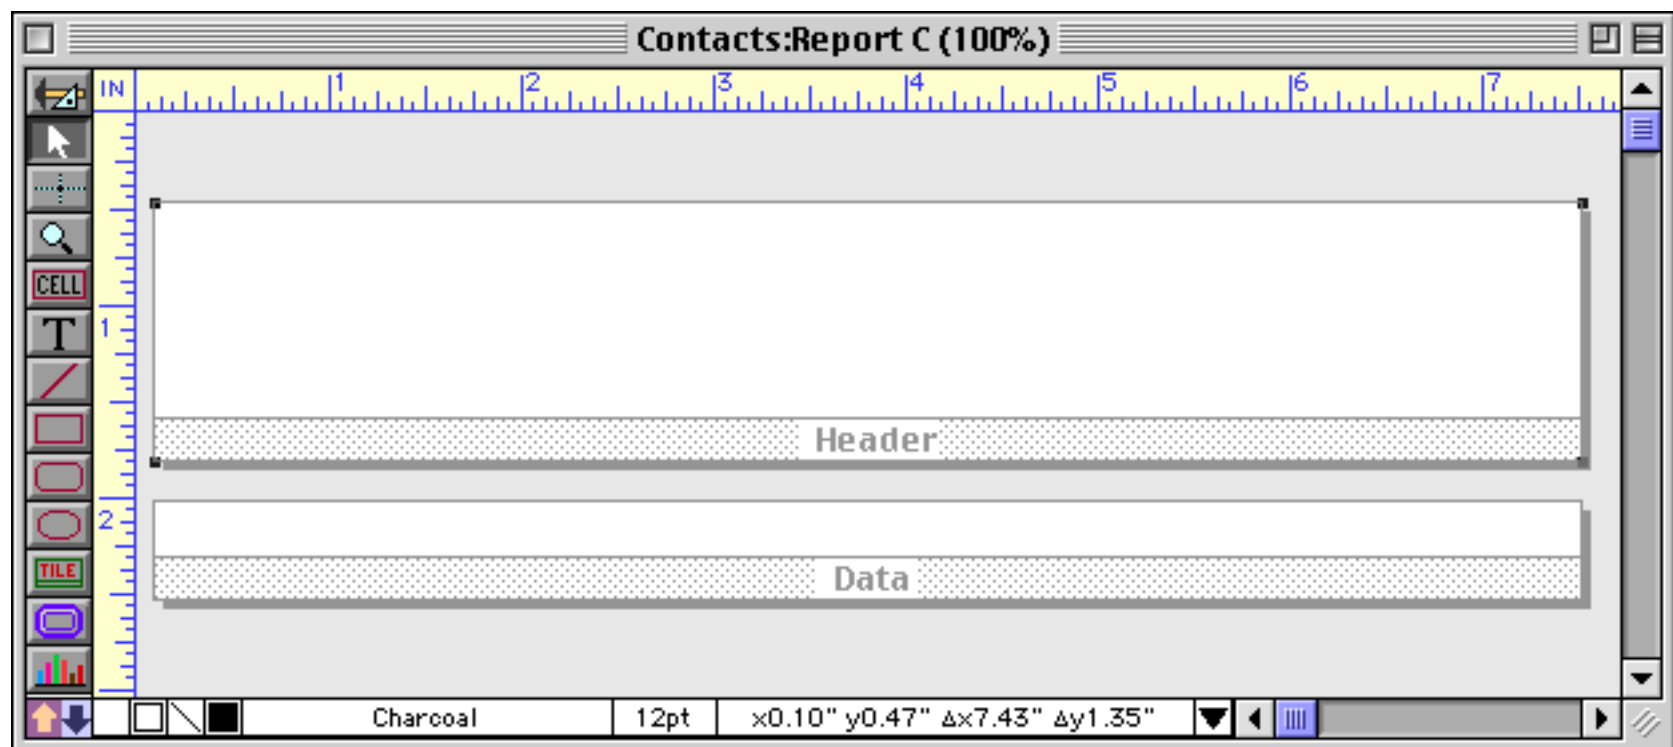 Contacts:Report C (100%)
IN 1 2 3 4 5 6 7
CELL
1
T
Header
2
TILE
Data
Charcoal 12pt x0.10" y0.47" Δx7.43" Δy1.35"